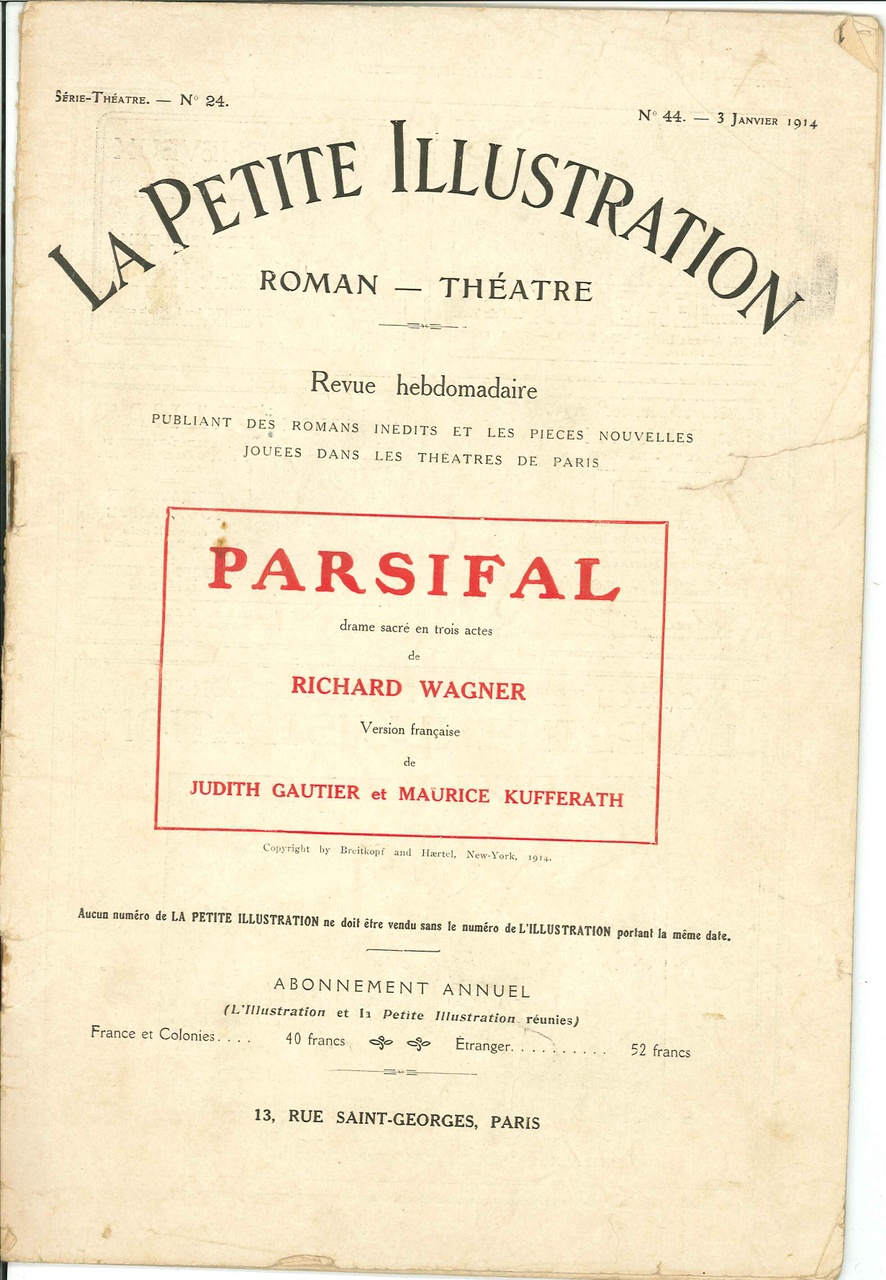 Série-Théatre. — N° 24.
N° 44. — 3 Janvier 1914
La Petite Illustration
ROMAN — THÉATRE
Revue hebdomadaire
PUBLIANT DES ROMANS INEDITS ET LES PIECES NOUVELLES
JOUEES DANS LES THEATRES DE PARIS
PARSIFAL
drame sacré en trois actes
de
RICHARD WAGNER
Version française
de
JUDITH GAUTIER et MAURICE KUFFERATH
Copyright by Breitkopf and Hærtel, New-York, 1914.
Aucun numéro de LA PETITE ILLUSTRATION ne doit être vendu sans le numéro de L'ILLUSTRATION portant la même date.
ABONNEMENT ANNUEL
(L'Illustration et la Petite Illustration réunies)
France et Colonies.... 40 francs Étranger.......... 52 francs
13, RUE SAINT-GEORGES, PARIS